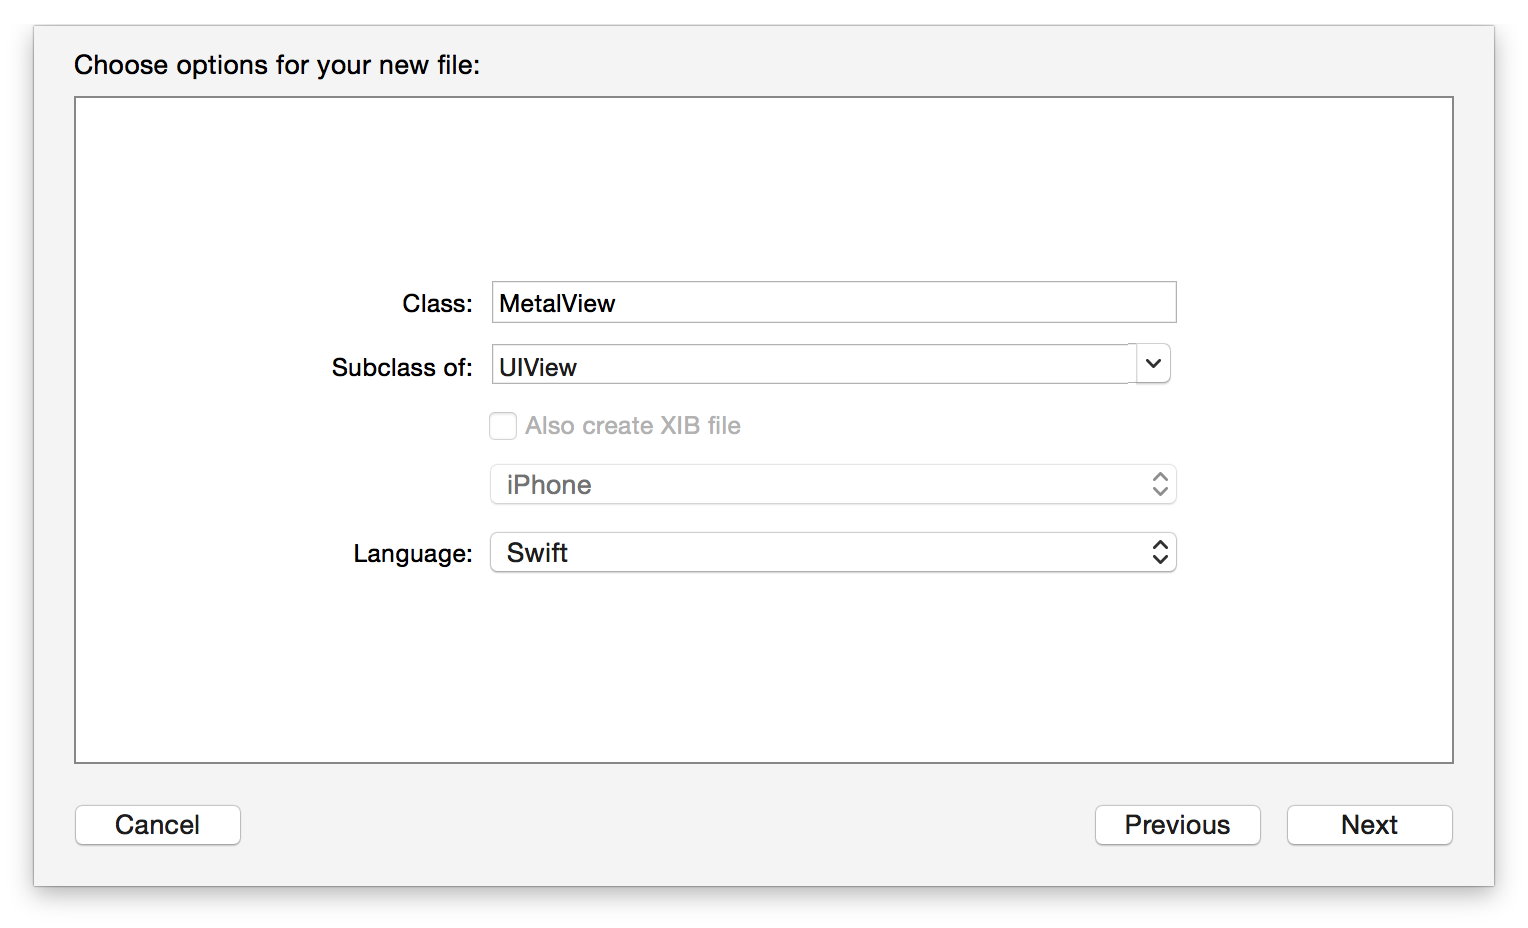 Choose options for your new file:
Class: MetalView
Subclass of: UIView
Also create XIB file
iPhone
Language: Swift
Cancel Previous Next